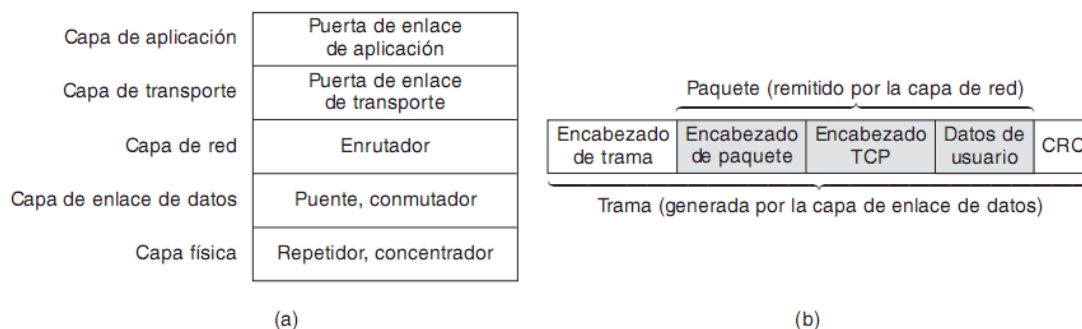 Capa de aplicación
Puerta de enlace
de aplicación
Capa de transporte
Puerta de enlace
de transporte
Capa de red
Enrutador
Capa de enlace de datos
Puente, conmutador
Capa física
Repetidor, concentrador
(a)
Paquete (remitido por la capa de red)
Encabezado
de trama
Encabezado
de paquete
Encabezado
TCP
Datos de
usuario
CRC
Trama (generada por la capa de enlace de datos)
(b)